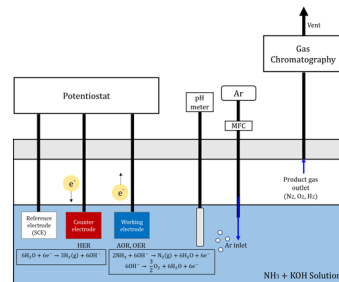 Vent
Gas
Chromatography
Potentiostat
pH
meter
Ar
MFC
e⁻
e⁻
Product gas
outlet
(N₂, O₂, H₂)
Reference
electrode
(SCE)
Counter
electrode
Working
electrode
HER
AOR, OER
Ar inlet
6H₂O + 6e⁻ → 3H₂(g) + 6OH⁻
2NH₃ + 6OH⁻ → N₂(g) + 6H₂O + 6e⁻
6OH⁻ → 3/2 O₂ + 6H₂O + 6e⁻
NH₃ + KOH Solution